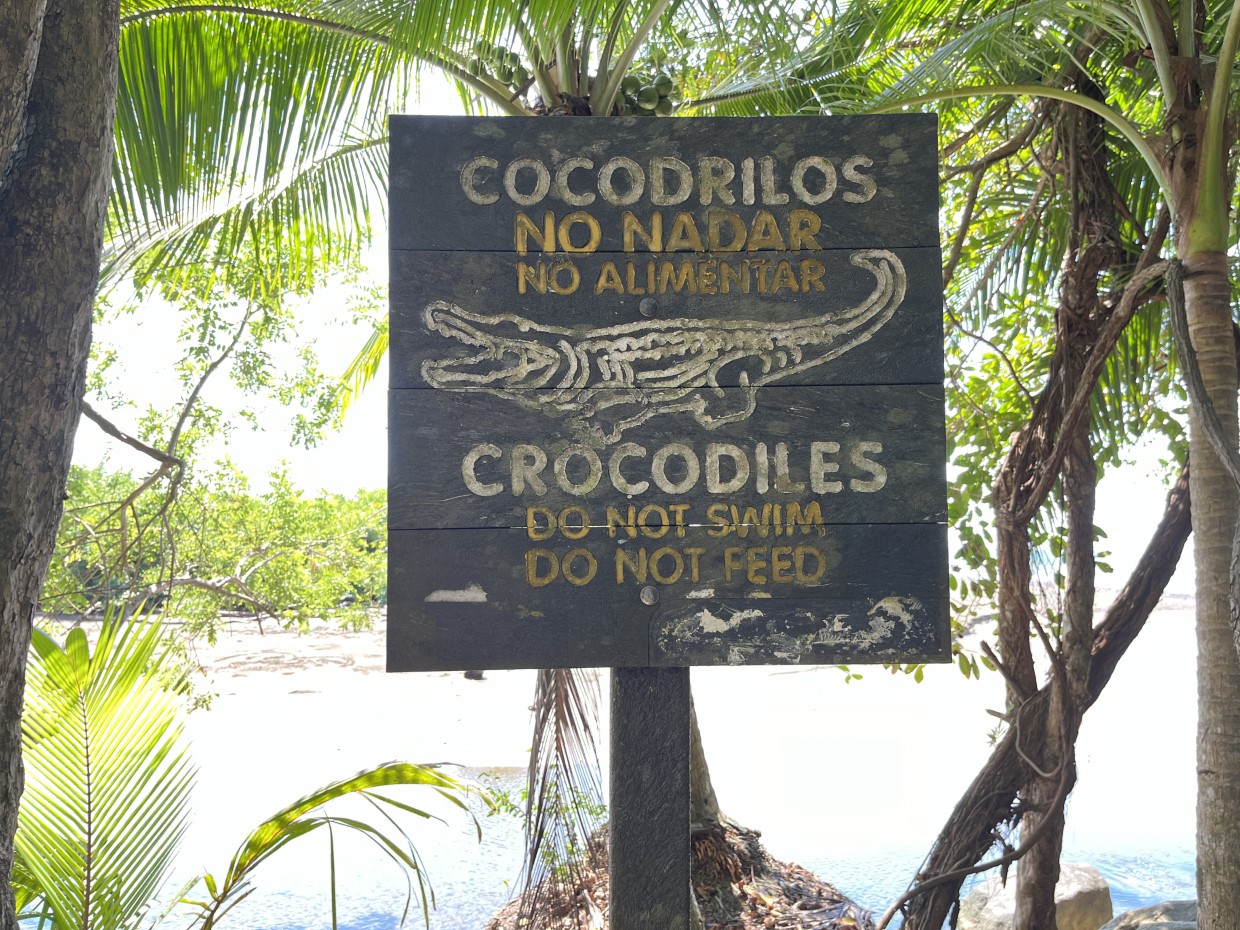 COCODRILOS
NO NADAR
NO ALIMENTAR
CROCODILES
DO NOT SWIM
DO NOT FEED